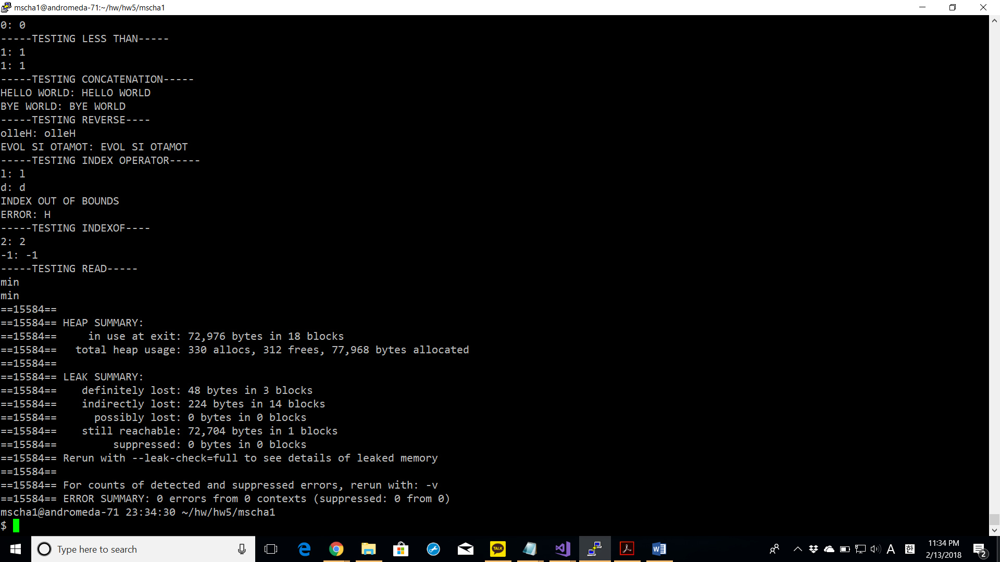 mscha1@andromeda-71:~/hw/hw5/mscha1
0: 0
-----TESTING LESS THAN-----
1: 1
1: 1
-----TESTING CONCATENATION-----
HELLO WORLD: HELLO WORLD
BYE WORLD: BYE WORLD
-----TESTING REVERSE----
olleH: olleH
EVOL SI OTAMOT: EVOL SI OTAMOT
-----TESTING INDEX OPERATOR-----
l: l
d: d
INDEX OUT OF BOUNDS
ERROR: H
-----TESTING INDEXOF----
2: 2
-1: -1
-----TESTING READ-----
min
min
==15584==
==15584== HEAP SUMMARY:
==15584==     in use at exit: 72,976 bytes in 18 blocks
==15584==   total heap usage: 330 allocs, 312 frees, 77,968 bytes allocated
==15584==
==15584== LEAK SUMMARY:
==15584==    definitely lost: 48 bytes in 3 blocks
==15584==    indirectly lost: 224 bytes in 14 blocks
==15584==      possibly lost: 0 bytes in 0 blocks
==15584==    still reachable: 72,704 bytes in 1 blocks
==15584==         suppressed: 0 bytes in 0 blocks
==15584== Rerun with --leak-check=full to see details of leaked memory
==15584==
==15584== For counts of detected and suppressed errors, rerun with: -v
==15584== ERROR SUMMARY: 0 errors from 0 contexts (suppressed: 0 from 0)
mscha1@andromeda-71 23:34:30 ~/hw/hw5/mscha1
$
Type here to search
TALK
A
한
11:34 PM
2/13/2018
2